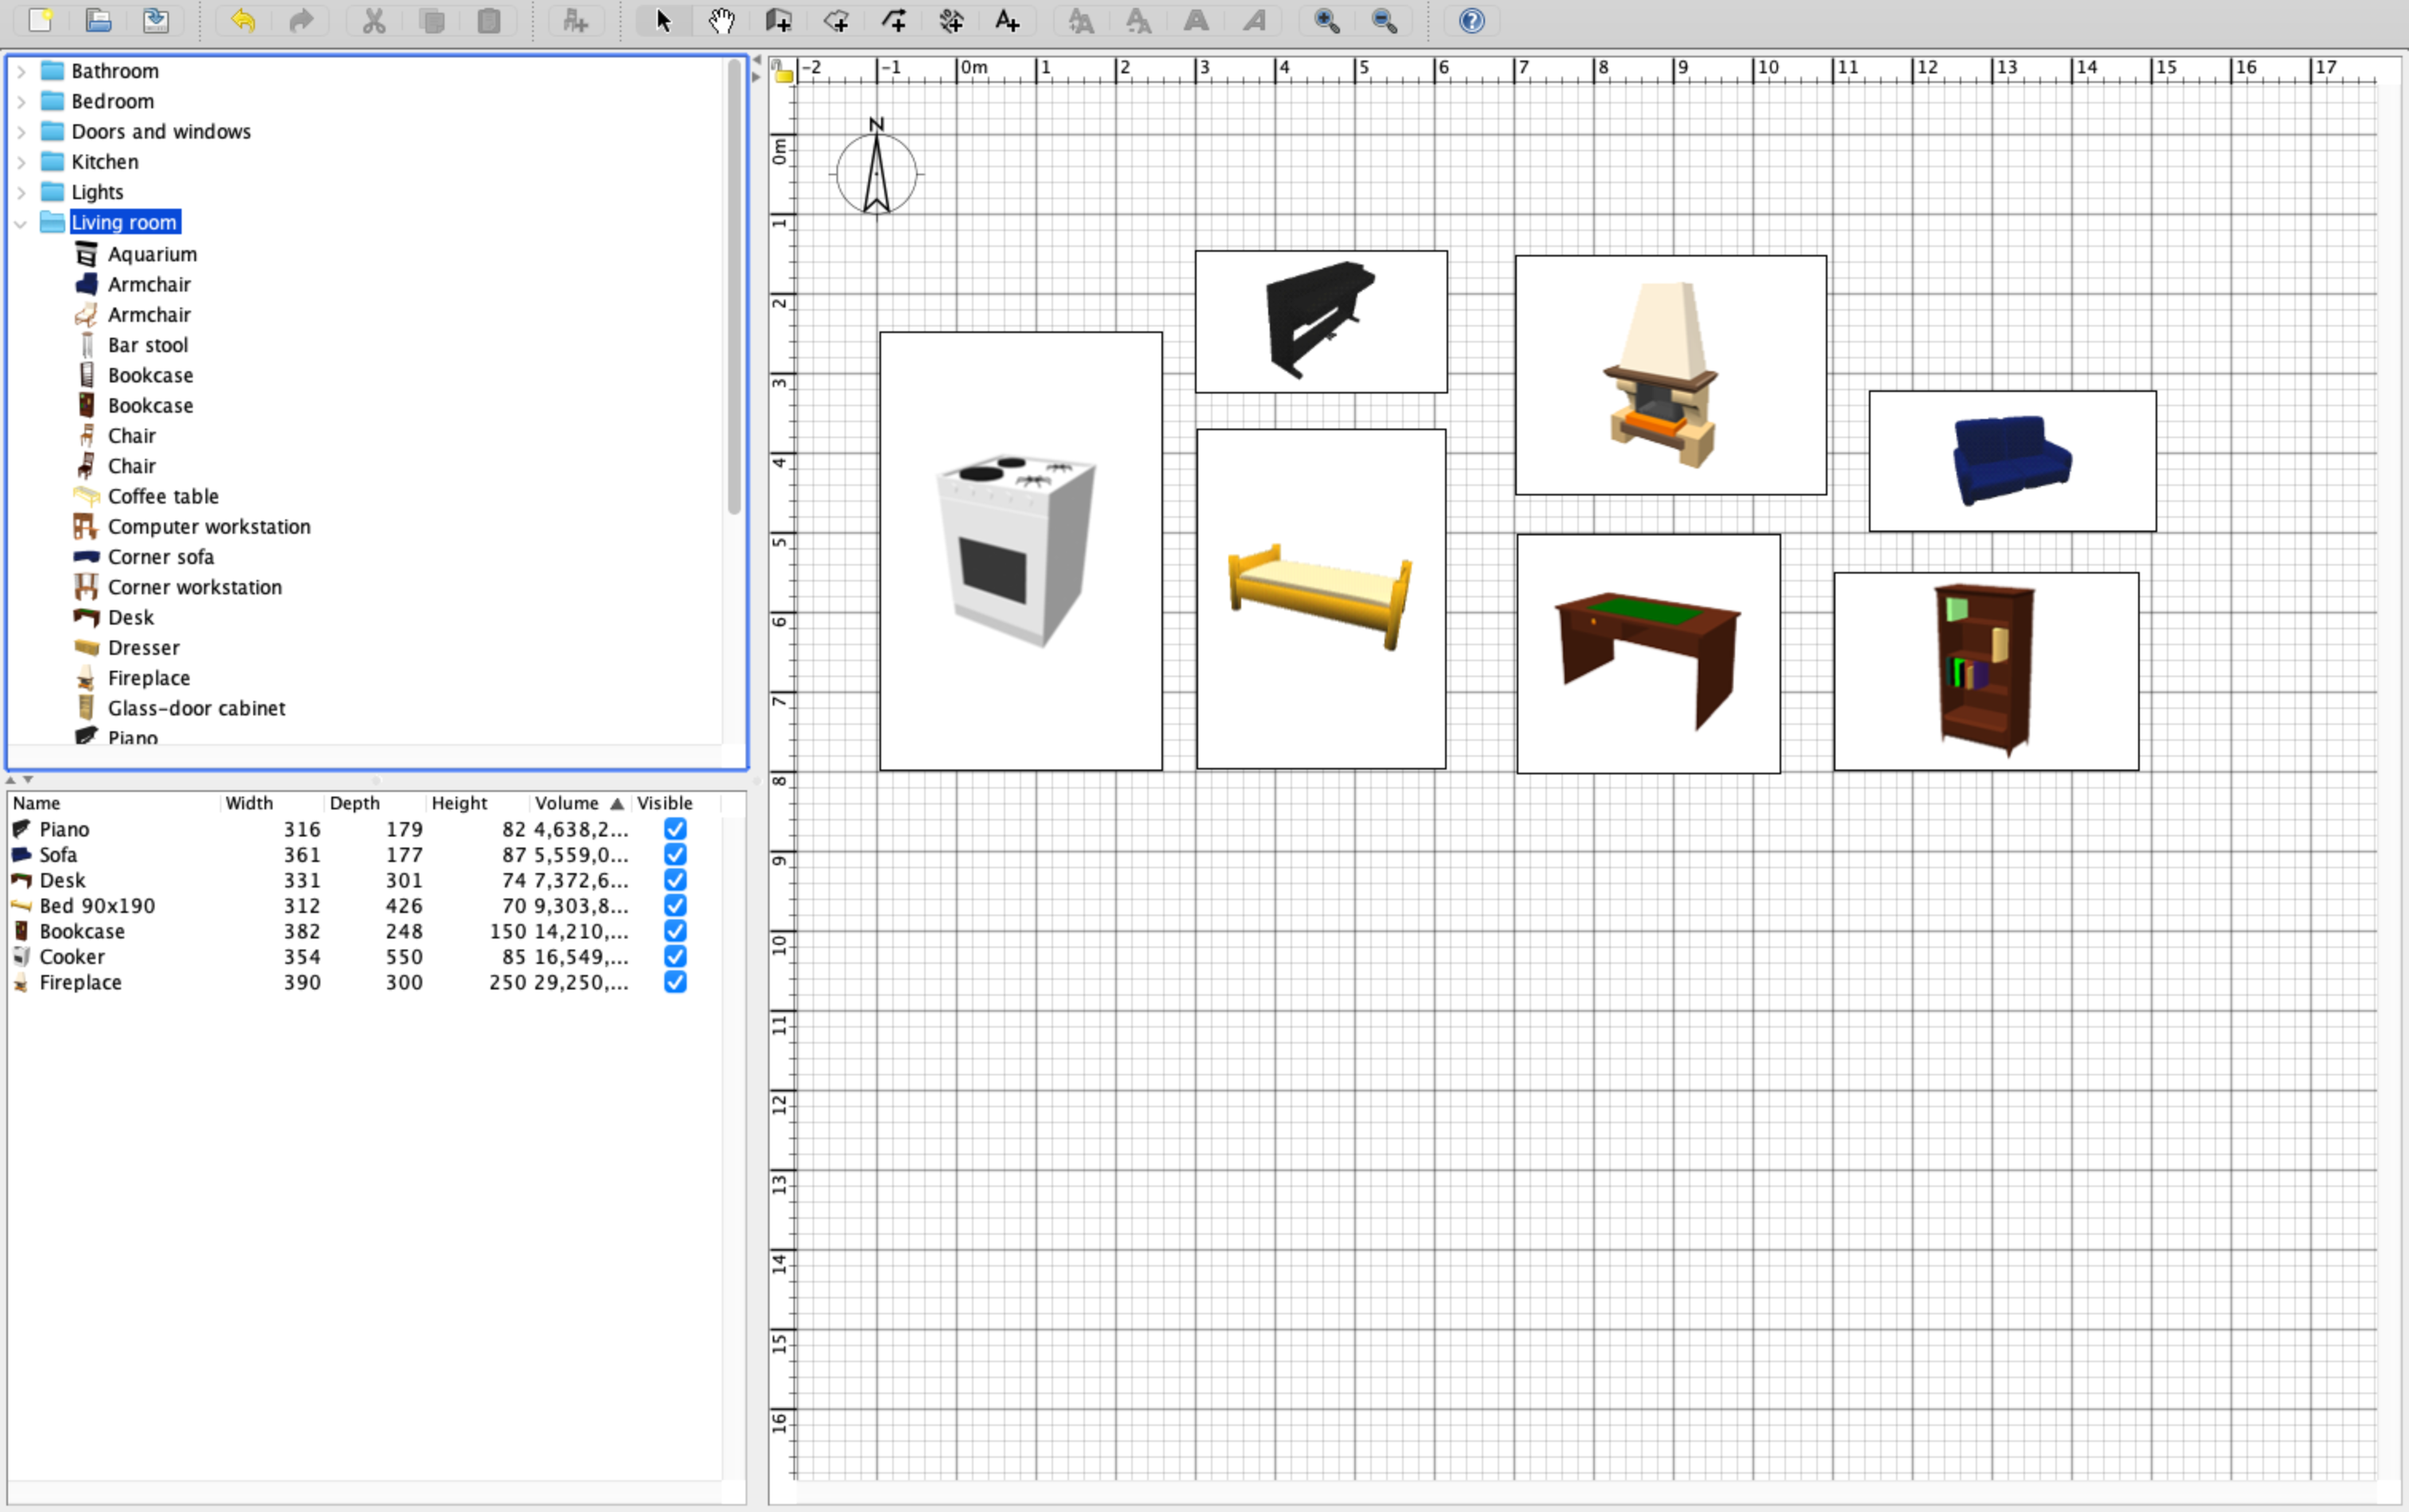 Bathroom
Bedroom
Doors and windows
Kitchen
Lights
Living room
Aquarium
Armchair
Armchair
Bar stool
Bookcase
Bookcase
Chair
Chair
Coffee table
Computer workstation
Corner sofa
Corner workstation
Desk
Dresser
Fireplace
Glass-door cabinet
Piano
Name Width Depth Height Volume Visible
Piano 316 179 82 4,638,2...
Sofa 361 177 87 5,559,0...
Desk 331 301 74 7,372,6...
Bed 90x190 312 426 70 9,303,8...
Bookcase 382 248 150 14,210,...
Cooker 354 550 85 16,549,...
Fireplace 390 300 250 29,250,...
-2 -1 0m 1 2 3 4 5 6 7 8 9 10 11 12 13 14 15 16 17
N
0m
1
2
3
4
5
6
7
8
9
10
11
12
13
14
15
16